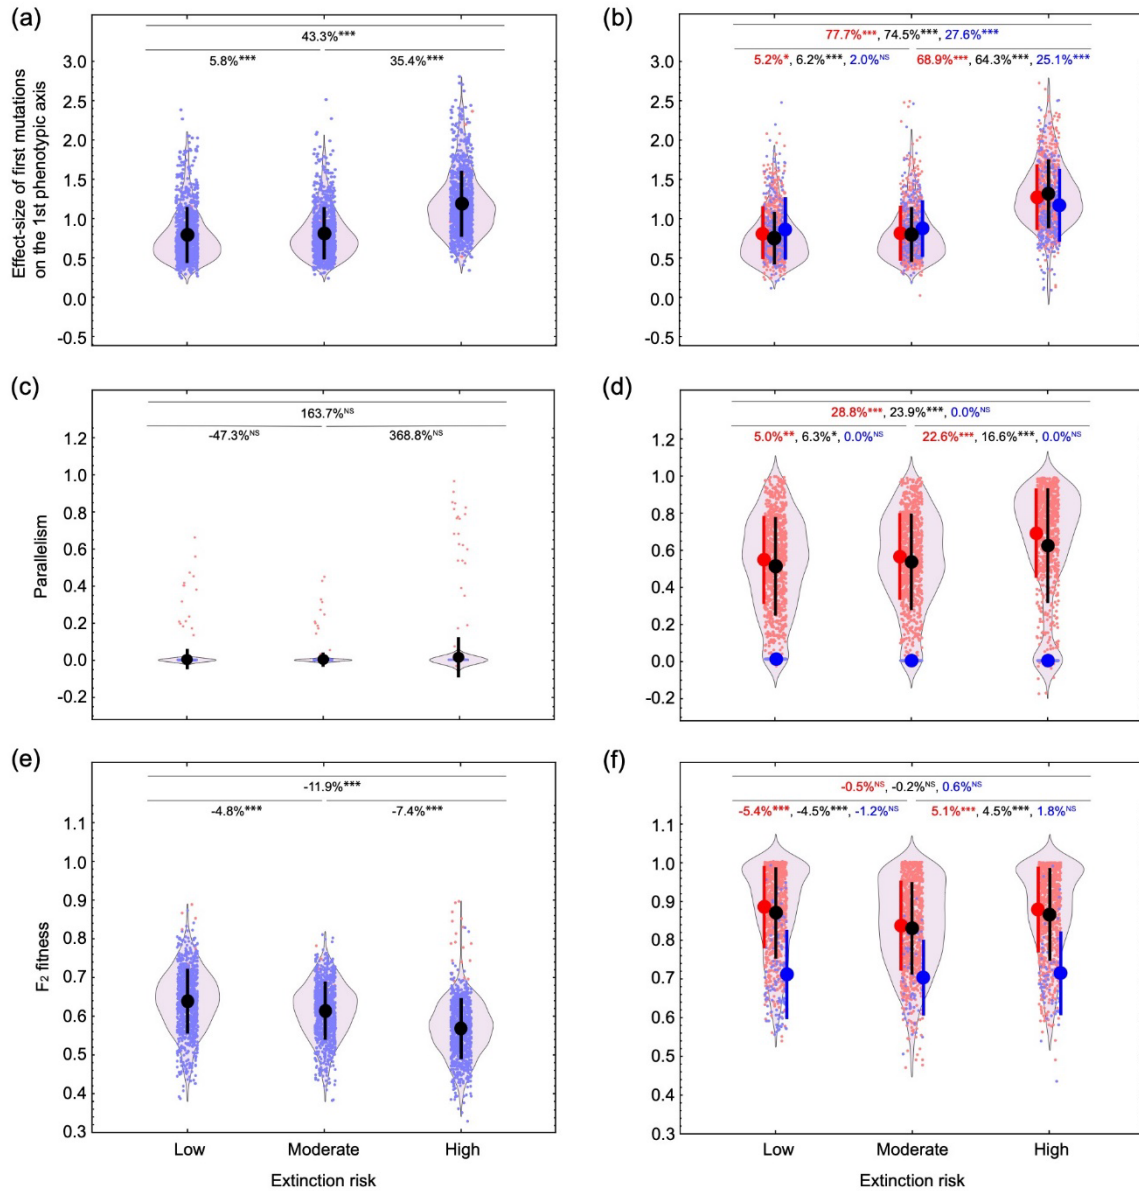 (a)
43.3%***
5.8%*** 35.4%***
3.0
2.5
2.0
1.5
1.0
0.5
0.0
-0.5
Effect-size of first mutations
on the 1st phenotypic axis
(b)
77.7%***, 74.5%***, 27.6%***
5.2%*, 6.2%***, 2.0%NS 68.9%***, 64.3%***, 25.1%***
3.0
2.5
2.0
1.5
1.0
0.5
0.0
-0.5
(c)
163.7%NS
-47.3%NS 368.8%NS
1.2
1.0
0.8
0.6
0.4
0.2
0.0
-0.2
Parallelism
(d)
28.8%***, 23.9%***, 0.0%NS
5.0%**, 6.3%*, 0.0%NS 22.6%***, 16.6%***, 0.0%NS
1.2
1.0
0.8
0.6
0.4
0.2
0.0
-0.2
(e)
-11.9%***
-4.8%*** -7.4%***
1.1
1.0
0.9
0.8
0.7
0.6
0.5
0.4
0.3
F2 fitness
Low Moderate High
Extinction risk
(f)
-0.5%NS, -0.2%NS, 0.6%NS
-5.4%***, -4.5%***, -1.2%NS 5.1%***, 4.5%***, 1.8%NS
1.1
1.0
0.9
0.8
0.7
0.6
0.5
0.4
0.3
Low Moderate High
Extinction risk